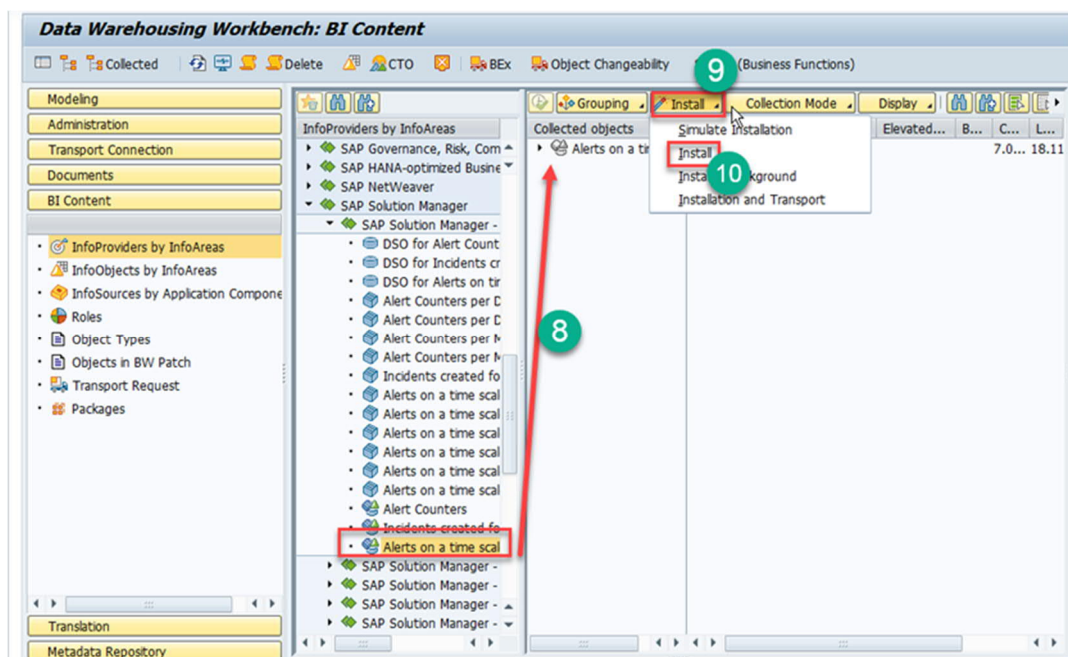 Data Warehousing Workbench: BI Content
Collected Delete CTO BEx Object Changeability (Business Functions)
9
Modeling
Administration
Transport Connection
Documents
BI Content
InfoProviders by InfoAreas
InfoObjects by InfoAreas
InfoSources by Application Compone
Roles
Object Types
Objects in BW Patch
Transport Request
Packages
Translation
Metadata Repository
InfoProviders by InfoAreas
SAP Governance, Risk, Com
SAP HANA-optimized Busine
SAP NetWeaver
SAP Solution Manager
SAP Solution Manager -
DSO for Alert Count
DSO for Incidents cr
DSO for Alerts on tir
Alert Counters per D
Alert Counters per D
Alert Counters per M
Alert Counters per M
Incidents created fo
Alerts on a time scal
Alerts on a time scal
Alerts on a time scal
Alerts on a time scal
Alerts on a time scal
Alerts on a time scal
Alert Counters
Incidents created fo
Alerts on a time scal
SAP Solution Manager -
SAP Solution Manager -
SAP Solution Manager -
SAP Solution Manager -
8
Grouping Install Collection Mode Display
Collected objects Elevated... B... C... L...
Alerts on a tir 7.0... 18.11
Simulate Installation
Install
10
Installation and Transport